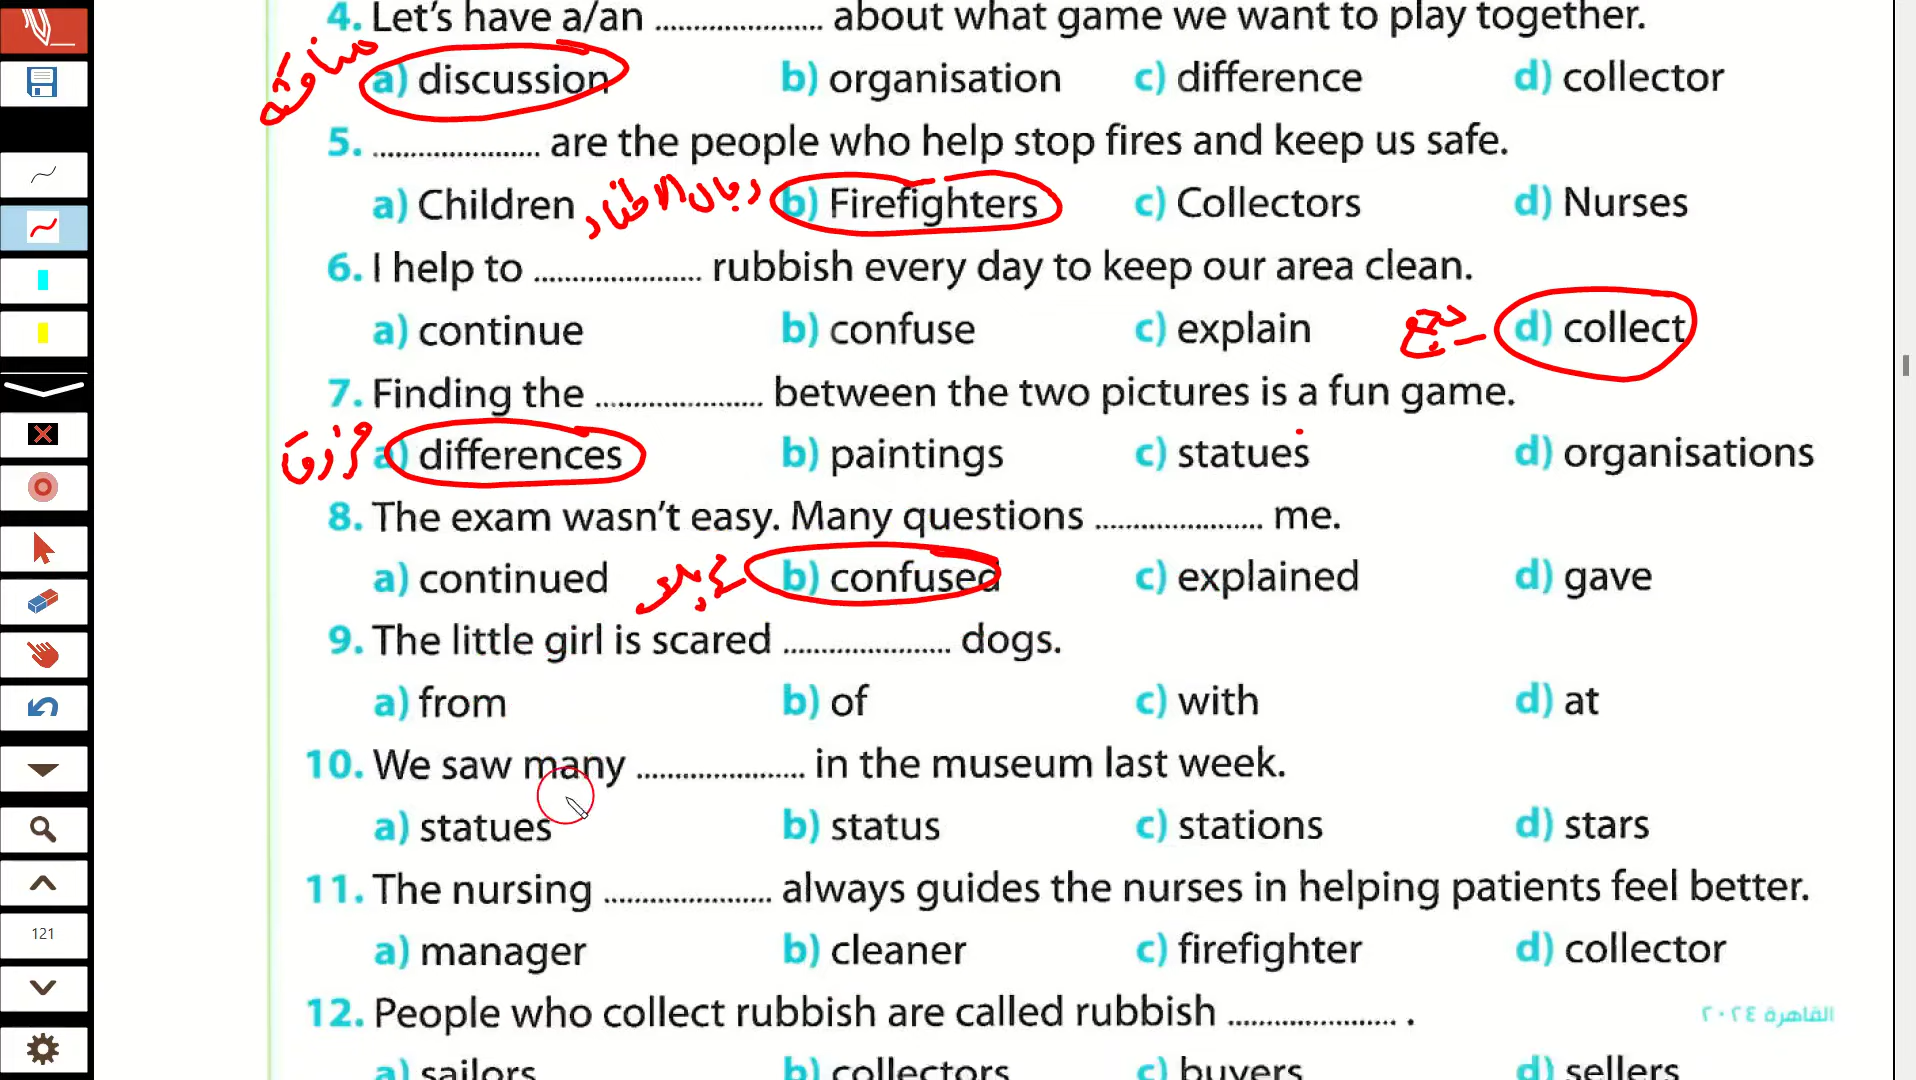 4. Let's have a/an ...................... about what game we want to play together.
مناقشة a) discussion b) organisation c) difference d) collector
5. ...................... are the people who help stop fires and keep us safe.
a) Children رجال الاطفاء b) Firefighters c) Collectors d) Nurses
6. I help to ...................... rubbish every day to keep our area clean.
a) continue b) confuse c) explain يجمع d) collect
7. Finding the ...................... between the two pictures is a fun game.
فروق a) differences b) paintings c) statues d) organisations
8. The exam wasn't easy. Many questions ...................... me.
a) continued b) confused c) explained d) gave
9. The little girl is scared ...................... dogs.
a) from b) of c) with d) at
10. We saw many ...................... in the museum last week.
a) statues b) status c) stations d) stars
11. The nursing ...................... always guides the nurses in helping patients feel better.
a) manager b) cleaner c) firefighter d) collector
121
12. People who collect rubbish are called rubbish ...................... . القاهرة ٢٠٢٤
a) sailors b) collectors c) buyers d) sellers